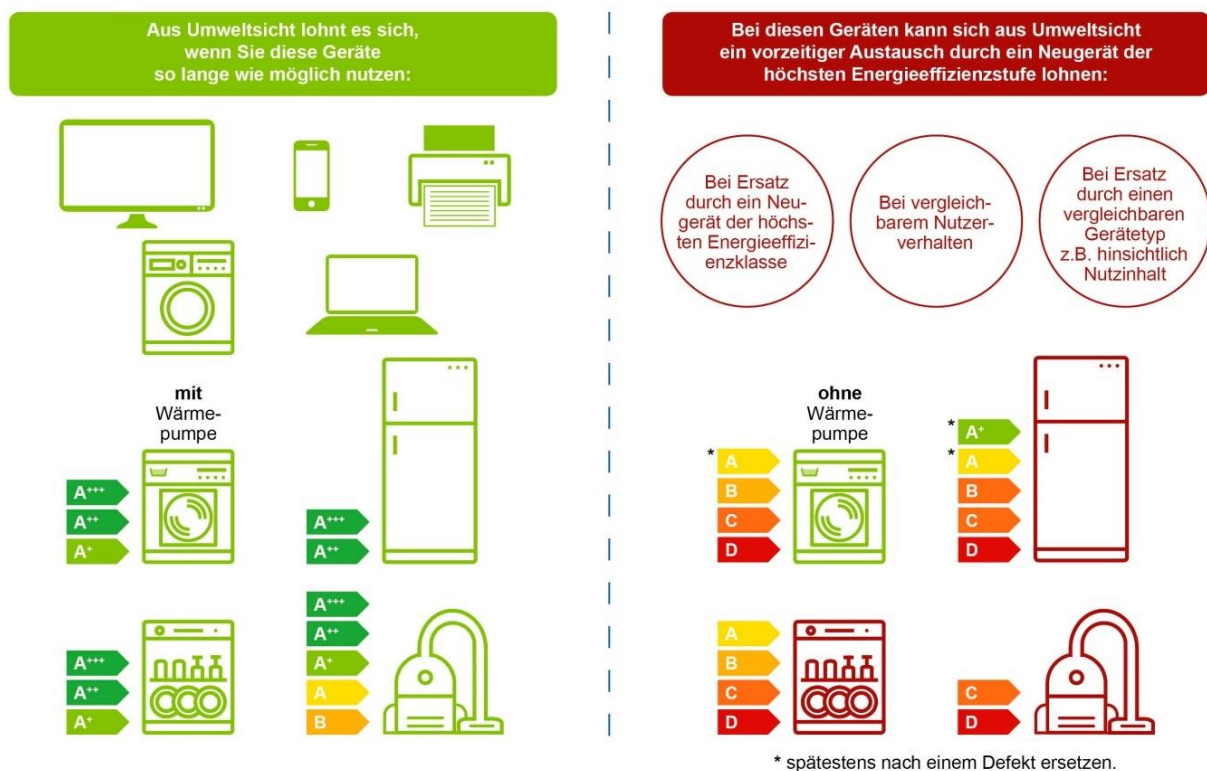 Aus Umweltsicht lohnt es sich,
wenn Sie diese Geräte
so lange wie möglich nutzen:
mit
Wärme-
pumpe
A+++
A++
A+
A+++
A++
A+++
A++
A+
A+++
A++
A+
A
B
Bei diesen Geräten kann sich aus Umweltsicht
ein vorzeitiger Austausch durch ein Neugerät der
höchsten Energieeffizienzstufe lohnen:
Bei Ersatz
durch ein Neu-
gerät der höchs-
ten Energieeffizi-
enzklasse
Bei vergleich-
barem Nutzer-
verhalten
Bei Ersatz
durch einen
vergleichbaren
Gerätetyp
z.B. hinsichtlich
Nutzinhalt
ohne
Wärme-
pumpe
* A
B
C
D
* A+
* A
B
C
D
A
B
C
D
C
D
* spätestens nach einem Defekt ersetzen.